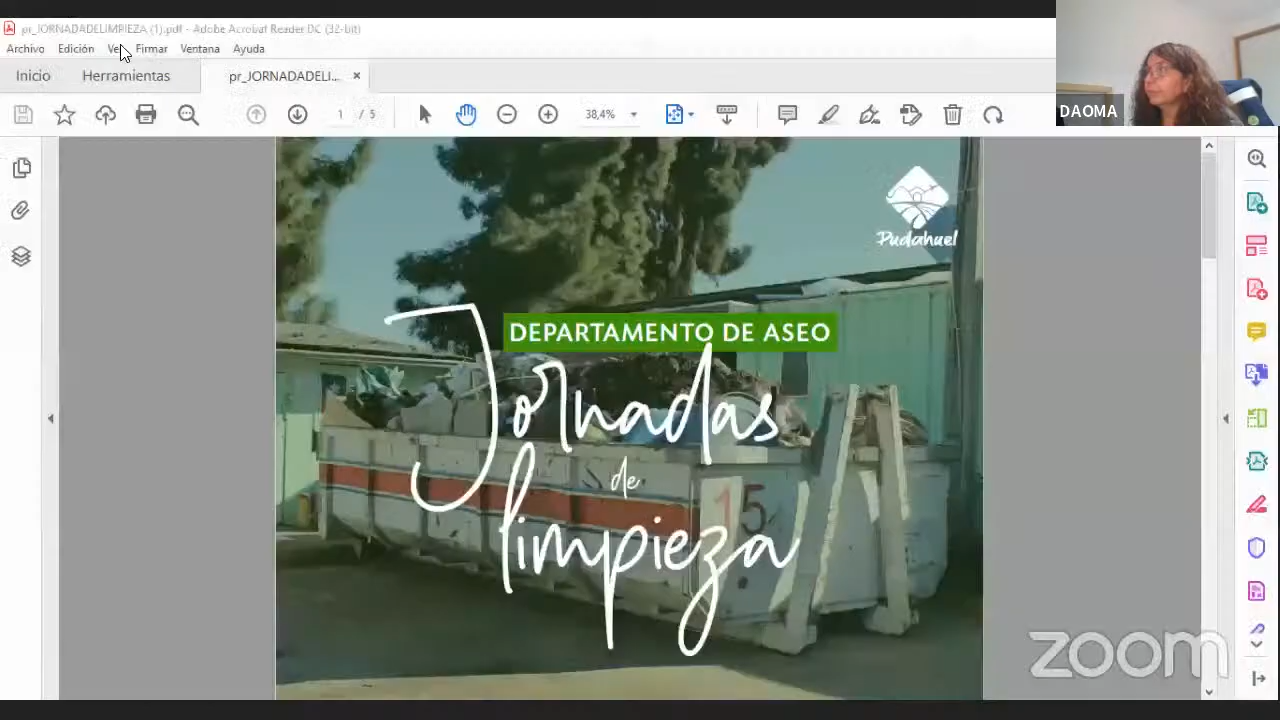 pr_JORNADADELIMPIEZA (1).pdf - Adobe Acrobat Reader DC (32-bit)
Archivo Edición Ve Firmar Ventana Ayuda
Inicio Herramientas pr_JORNADADELI... ×
1 / 5 38,4%
DAOMA
Pudahuel
DEPARTAMENTO DE ASEO
Jornadas
de
limpieza
15
zoom